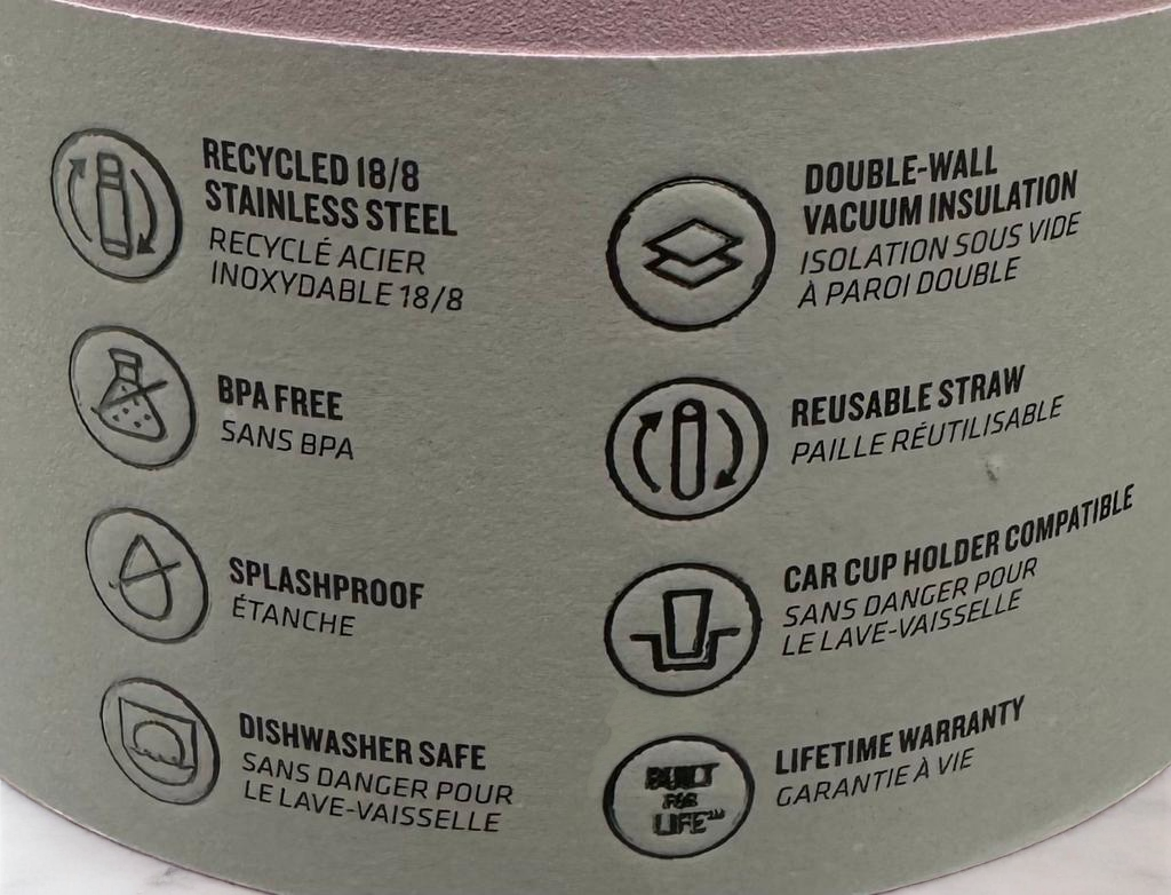 RECYCLED 18/8
STAINLESS STEEL
RECYCLÉ ACIER
INOXYDABLE 18/8
BPA FREE
SANS BPA
SPLASHPROOF
ÉTANCHE
DISHWASHER SAFE
SANS DANGER POUR
LE LAVE-VAISSELLE
DOUBLE-WALL
VACUUM INSULATION
ISOLATION SOUS VIDE
À PAROI DOUBLE
REUSABLE STRAW
PAILLE RÉUTILISABLE
CAR CUP HOLDER COMPATIBLE
SANS DANGER POUR
LE LAVE-VAISSELLE
BUILT
FOR
LIFE™
LIFETIME WARRANTY
GARANTIE À VIE